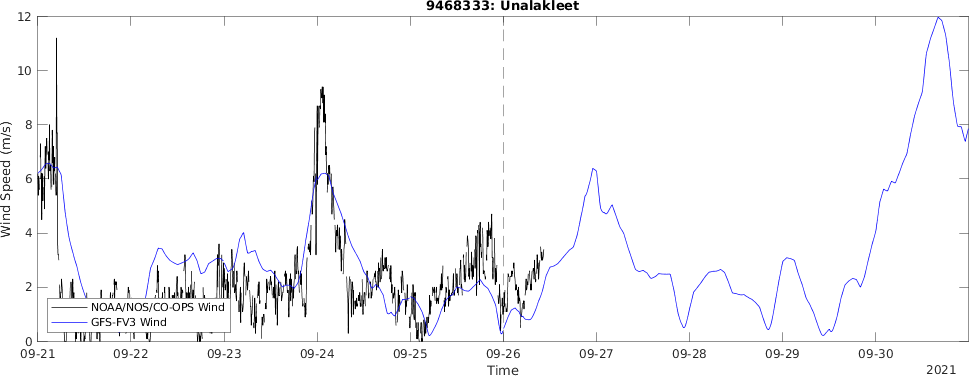 9468333: Unalakleet
Wind Speed (m/s)
12
10
8
6
4
2
0
NOAA/NOS/CO-OPS Wind
GFS-FV3 Wind
09-21 09-22 09-23 09-24 09-25 09-26 09-27 09-28 09-29 09-30
Time
2021